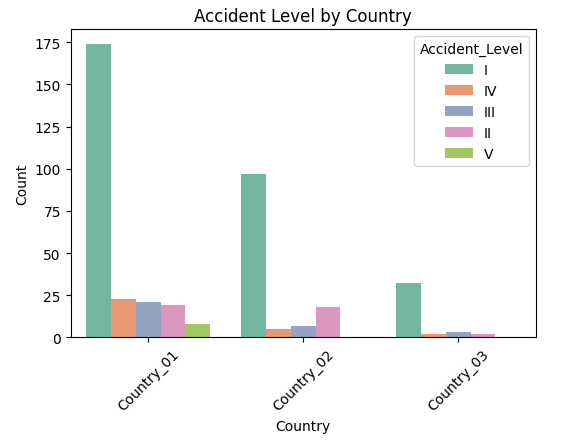 Accident Level by Country
Accident_Level
I
IV
III
II
V
Count
175
150
125
100
75
50
25
0
Country_01
Country_02
Country_03
Country